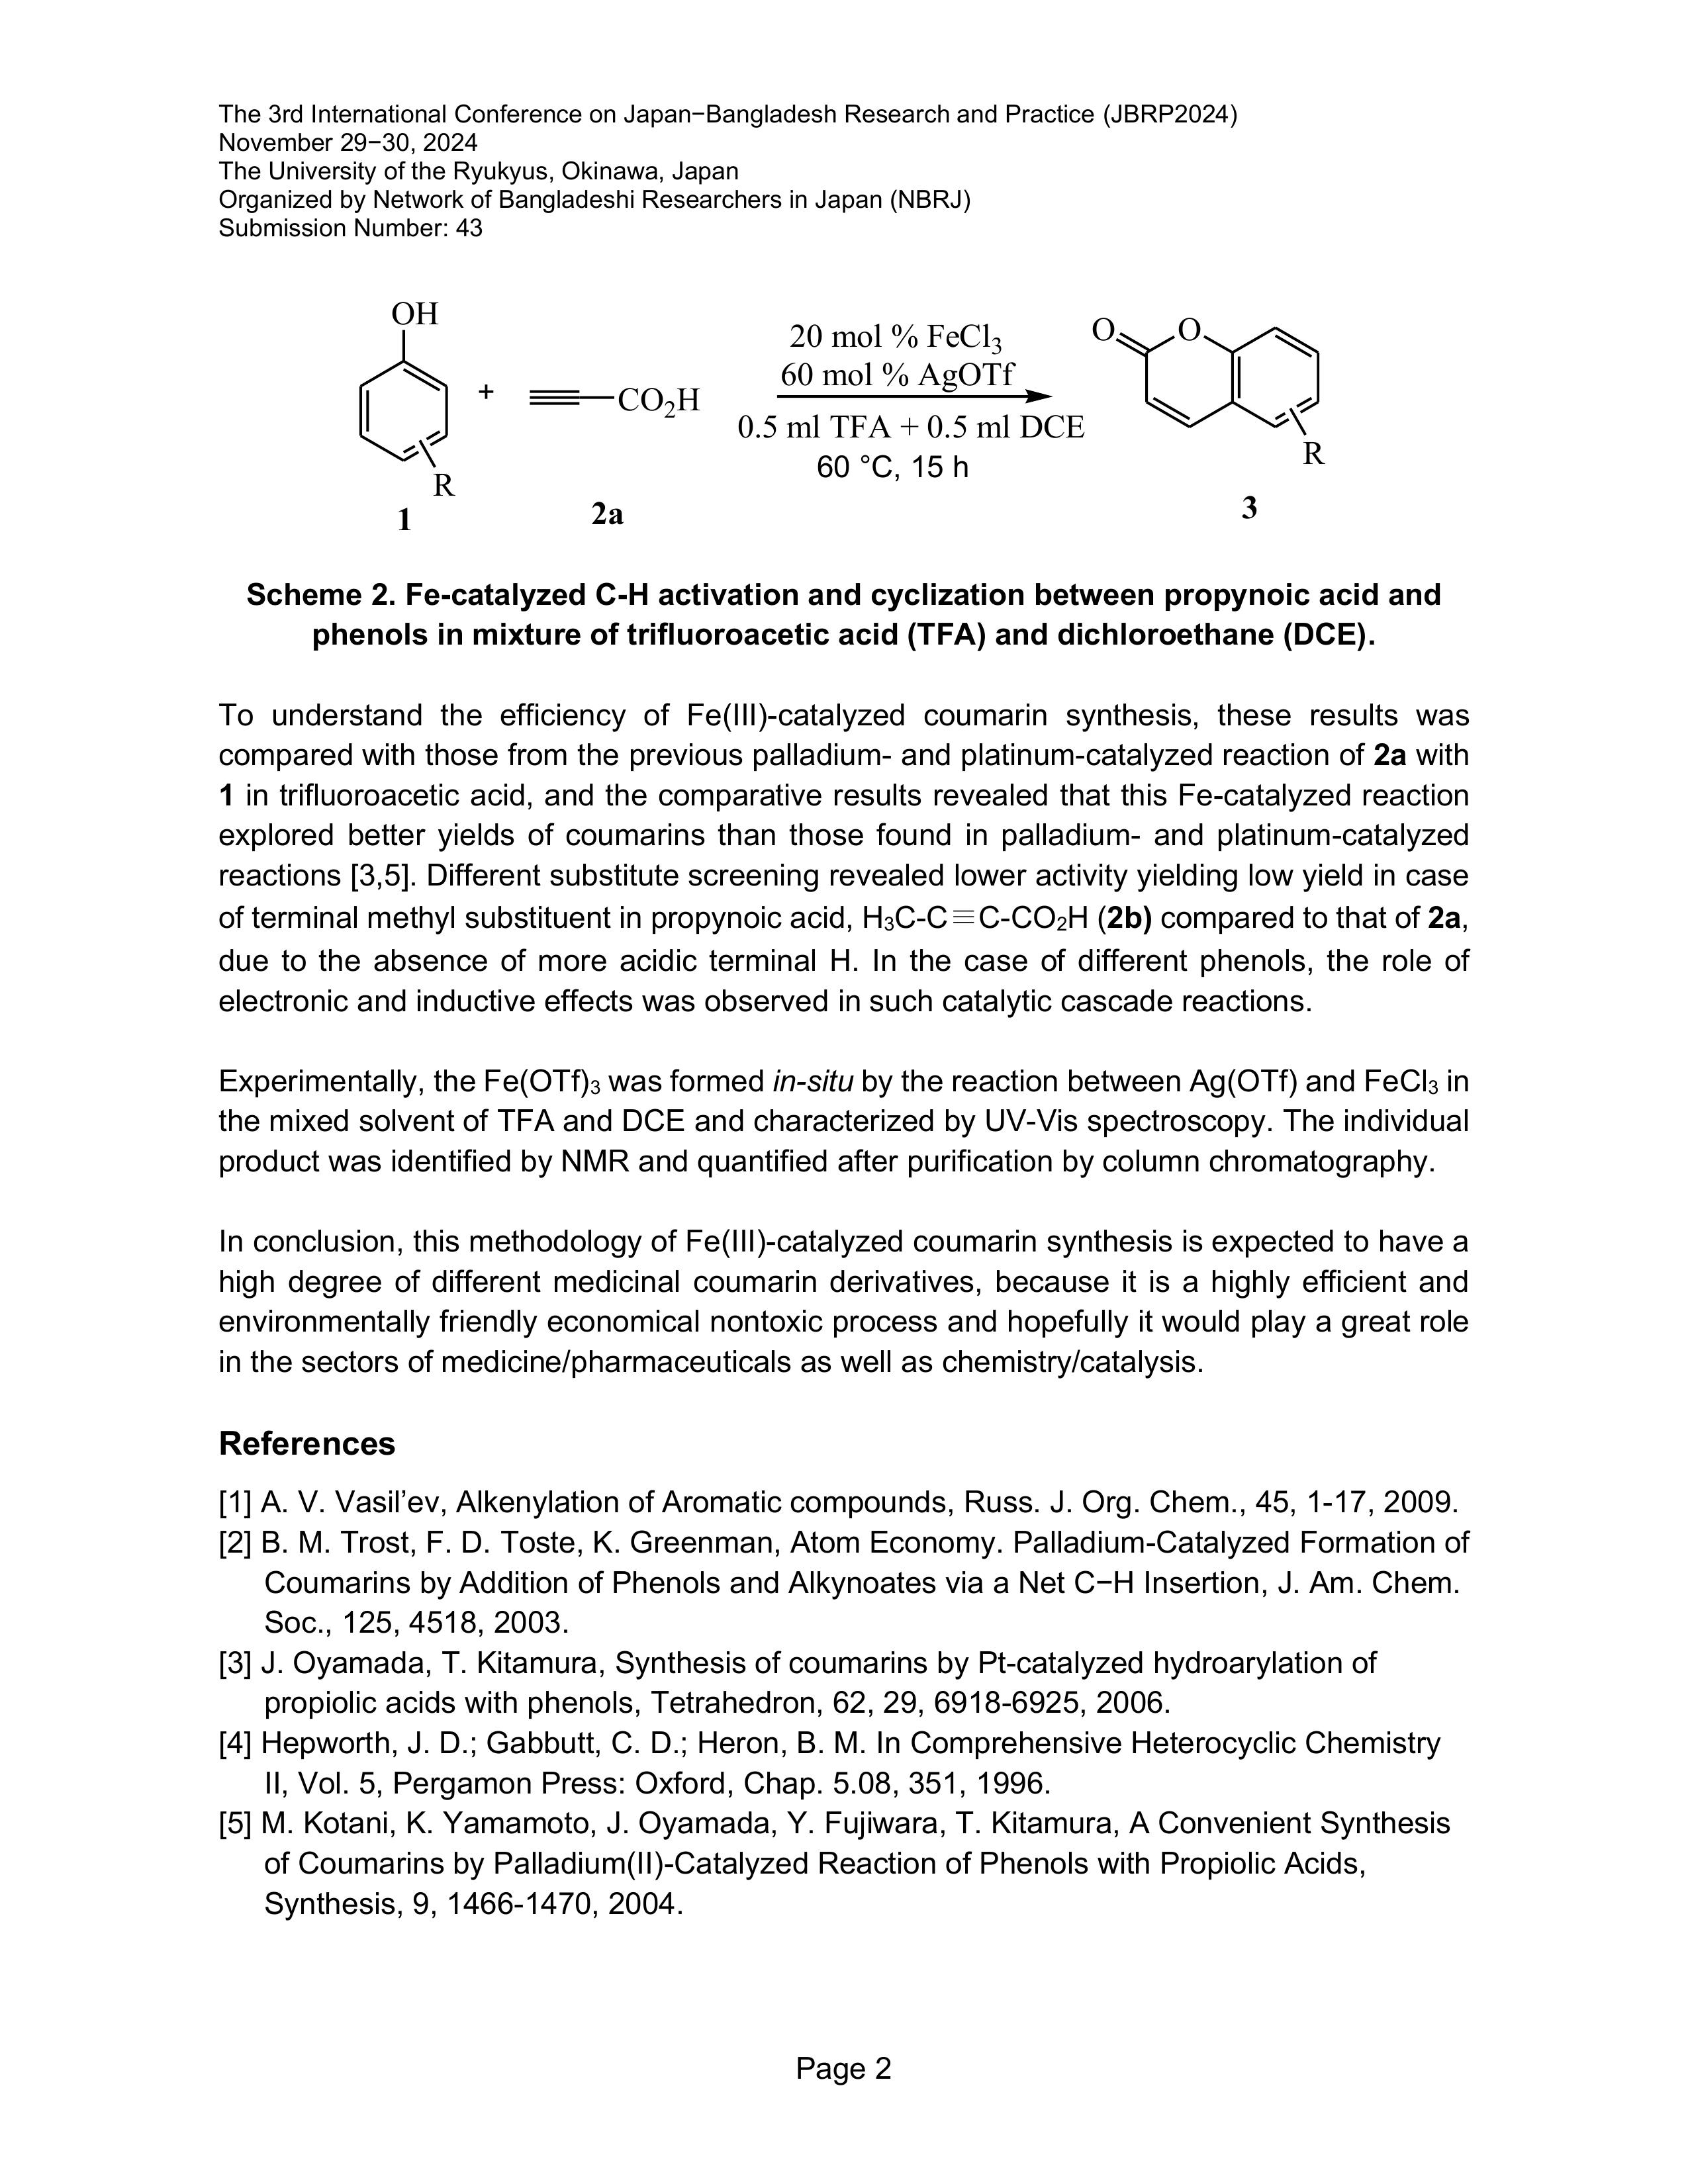 The 3rd International Conference on Japan−Bangladesh Research and Practice (JBRP2024)
November 29−30, 2024
The University of the Ryukyus, Okinawa, Japan
Organized by Network of Bangladeshi Researchers in Japan (NBRJ)
Submission Number: 43
OH
R
1
+
CO₂H
2a
20 mol % FeCl₃
60 mol % AgOTf
0.5 ml TFA + 0.5 ml DCE
60 °C, 15 h
O
O
R
3
Scheme 2. Fe-catalyzed C-H activation and cyclization between propynoic acid and
phenols in mixture of trifluoroacetic acid (TFA) and dichloroethane (DCE).
To understand the efficiency of Fe(III)-catalyzed coumarin synthesis, these results was
compared with those from the previous palladium- and platinum-catalyzed reaction of 2a with
1 in trifluoroacetic acid, and the comparative results revealed that this Fe-catalyzed reaction
explored better yields of coumarins than those found in palladium- and platinum-catalyzed
reactions [3,5]. Different substitute screening revealed lower activity yielding low yield in case
of terminal methyl substituent in propynoic acid, H₃C-C≡C-CO₂H (2b) compared to that of 2a,
due to the absence of more acidic terminal H. In the case of different phenols, the role of
electronic and inductive effects was observed in such catalytic cascade reactions.
Experimentally, the Fe(OTf)₃ was formed in-situ by the reaction between Ag(OTf) and FeCl₃ in
the mixed solvent of TFA and DCE and characterized by UV-Vis spectroscopy. The individual
product was identified by NMR and quantified after purification by column chromatography.
In conclusion, this methodology of Fe(III)-catalyzed coumarin synthesis is expected to have a
high degree of different medicinal coumarin derivatives, because it is a highly efficient and
environmentally friendly economical nontoxic process and hopefully it would play a great role
in the sectors of medicine/pharmaceuticals as well as chemistry/catalysis.
References
[1] A. V. Vasil’ev, Alkenylation of Aromatic compounds, Russ. J. Org. Chem., 45, 1-17, 2009.
[2] B. M. Trost, F. D. Toste, K. Greenman, Atom Economy. Palladium-Catalyzed Formation of
Coumarins by Addition of Phenols and Alkynoates via a Net C−H Insertion, J. Am. Chem.
Soc., 125, 4518, 2003.
[3] J. Oyamada, T. Kitamura, Synthesis of coumarins by Pt-catalyzed hydroarylation of
propiolic acids with phenols, Tetrahedron, 62, 29, 6918-6925, 2006.
[4] Hepworth, J. D.; Gabbutt, C. D.; Heron, B. M. In Comprehensive Heterocyclic Chemistry
II, Vol. 5, Pergamon Press: Oxford, Chap. 5.08, 351, 1996.
[5] M. Kotani, K. Yamamoto, J. Oyamada, Y. Fujiwara, T. Kitamura, A Convenient Synthesis
of Coumarins by Palladium(II)-Catalyzed Reaction of Phenols with Propiolic Acids,
Synthesis, 9, 1466-1470, 2004.
Page 2